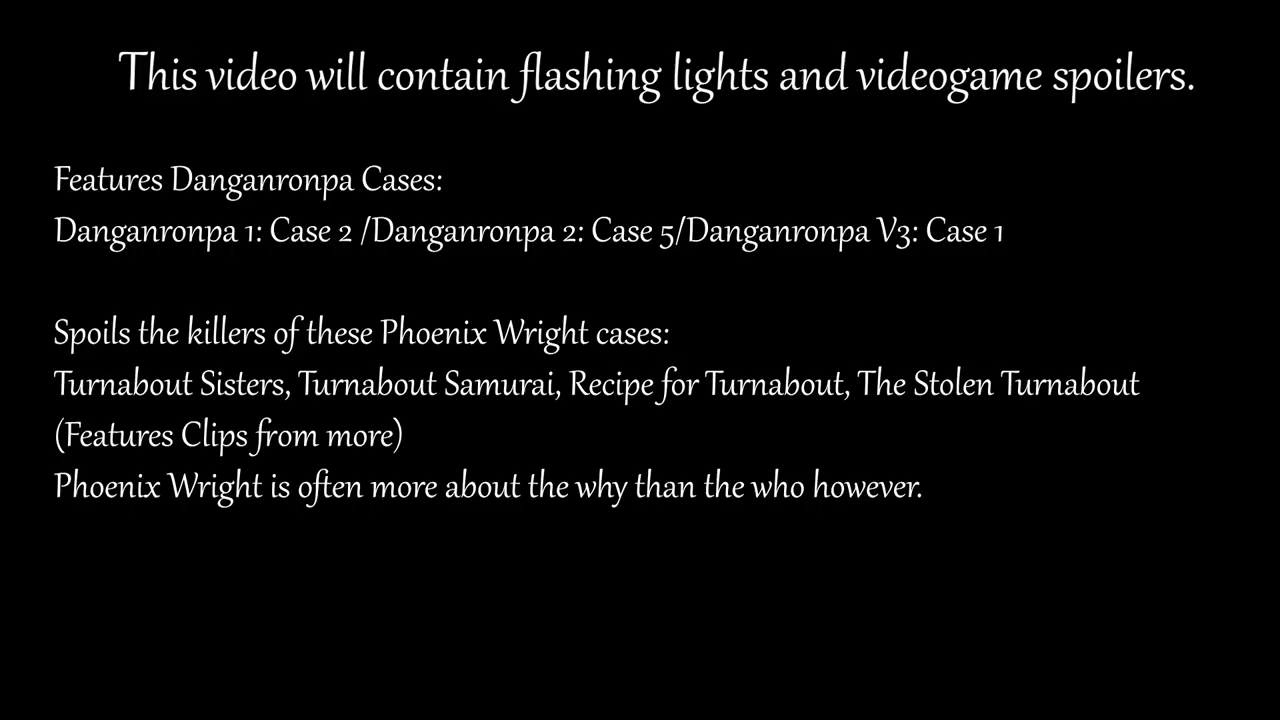 This video will contain flashing lights and videogame spoilers.
Features Danganronpa Cases:
Danganronpa 1: Case 2 /Danganronpa 2: Case 5/Danganronpa V3: Case 1
Spoils the killers of these Phoenix Wright cases:
Turnabout Sisters, Turnabout Samurai, Recipe for Turnabout, The Stolen Turnabout
(Features Clips from more)
Phoenix Wright is often more about the why than the who however.